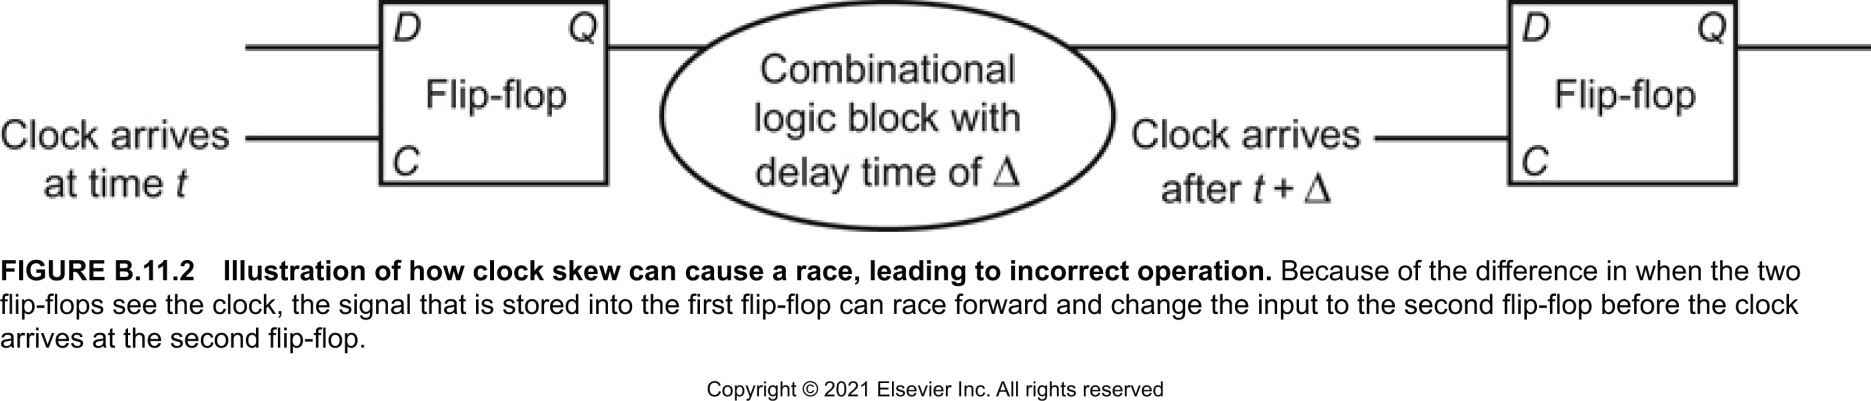 D
Q
Flip-flop
C
Clock arrives
at time t
Combinational
logic block with
delay time of Δ
Clock arrives
after t + Δ
D
Q
Flip-flop
C
FIGURE B.11.2 Illustration of how clock skew can cause a race, leading to incorrect operation. Because of the difference in when the two
flip-flops see the clock, the signal that is stored into the first flip-flop can race forward and change the input to the second flip-flop before the clock
arrives at the second flip-flop.
Copyright © 2021 Elsevier Inc. All rights reserved